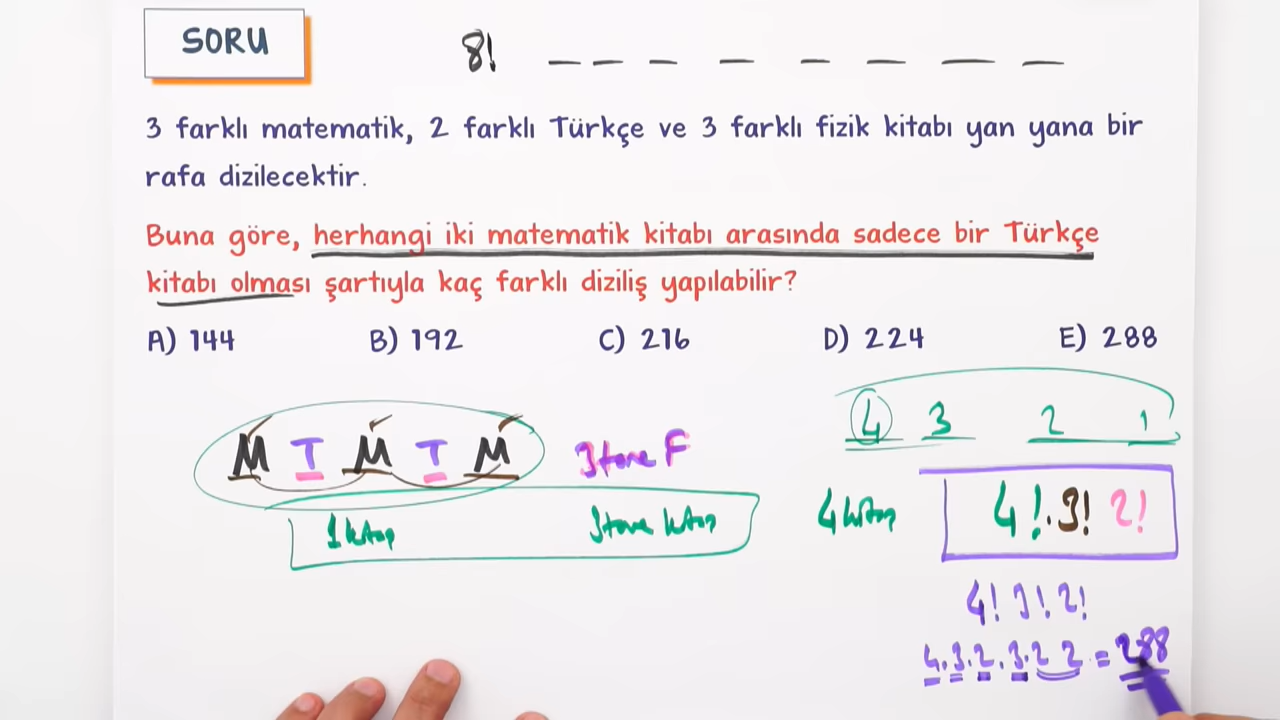 SORU
8!
3 farklı matematik, 2 farklı Türkçe ve 3 farklı fizik kitabı yan yana bir
rafa dizilecektir.
Buna göre, herhangi iki matematik kitabı arasında sadece bir Türkçe
kitabı olması şartıyla kaç farklı diziliş yapılabilir?
A) 144 B) 192 C) 216 D) 224 E) 288
4 3 2 1
M T M T M 3 tane F
1 kitap 3 tane kitap 4 kitap 4!.3! 2!
4! 3! 2!
4.3.2.3.2 2 = 288